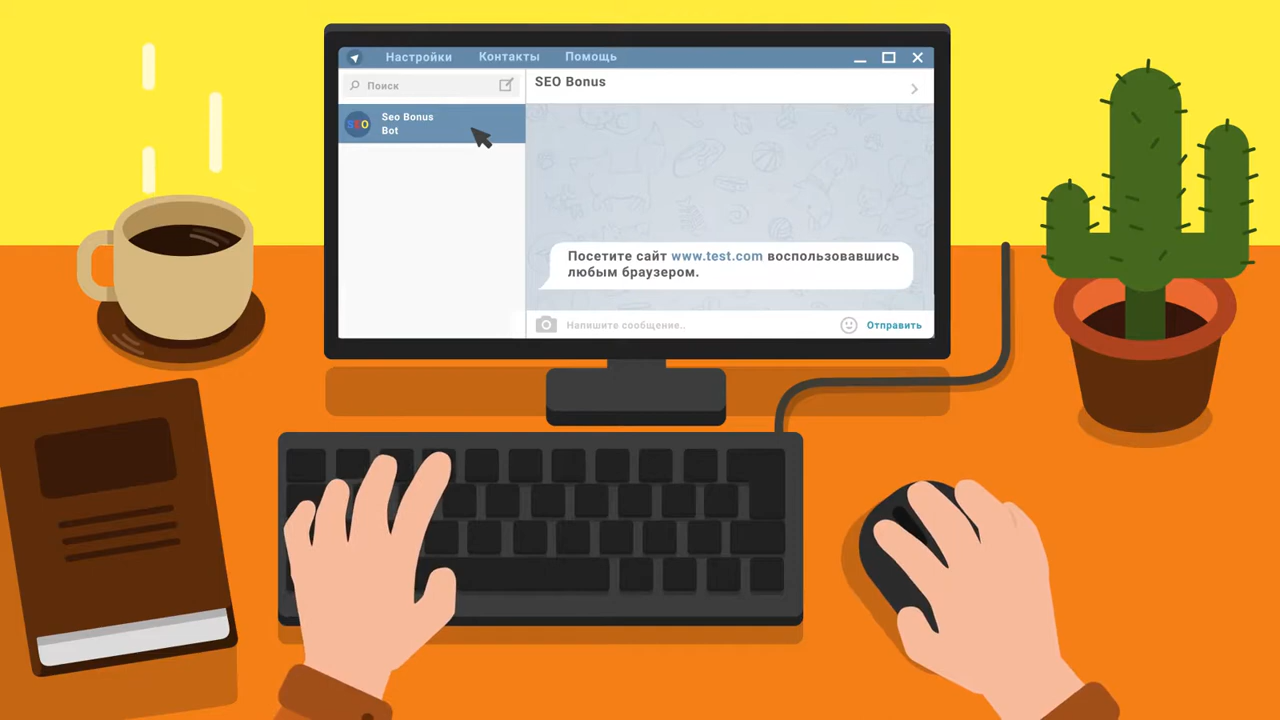 Настройки Контакты Помощь
Поиск
SEO Bonus
SEO
Seo Bonus
Bot
Посетите сайт www.test.com воспользовавшись
любым браузером.
Напишите сообщение..
Отправить